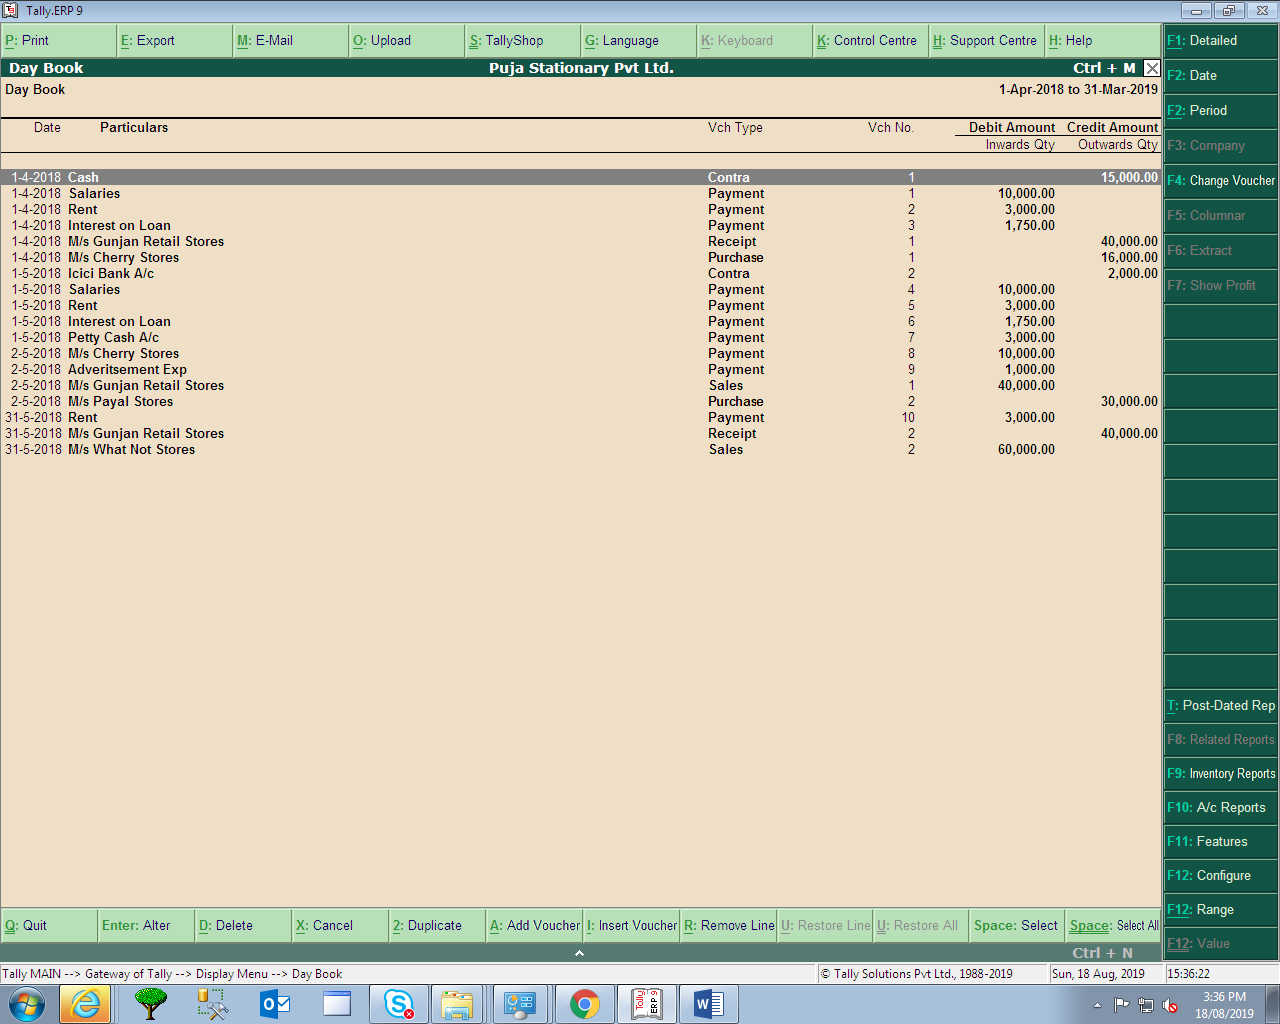 Tally.ERP 9
P: Print E: Export M: E-Mail O: Upload S: TallyShop G: Language K: Keyboard K: Control Centre H: Support Centre H: Help
Day Book Puja Stationary Pvt Ltd. Ctrl + M
Day Book 1-Apr-2018 to 31-Mar-2019
Date Particulars Vch Type Vch No. Debit Amount Credit Amount
Inwards Qty Outwards Qty
1-4-2018 Cash Contra 1 15,000.00
1-4-2018 Salaries Payment 1 10,000.00
1-4-2018 Rent Payment 2 3,000.00
1-4-2018 Interest on Loan Payment 3 1,750.00
1-4-2018 M/s Gunjan Retail Stores Receipt 1 40,000.00
1-4-2018 M/s Cherry Stores Purchase 1 16,000.00
1-5-2018 Icici Bank A/c Contra 2 2,000.00
1-5-2018 Salaries Payment 4 10,000.00
1-5-2018 Rent Payment 5 3,000.00
1-5-2018 Interest on Loan Payment 6 1,750.00
1-5-2018 Petty Cash A/c Payment 7 3,000.00
2-5-2018 M/s Cherry Stores Payment 8 10,000.00
2-5-2018 Adveritsement Exp Payment 9 1,000.00
2-5-2018 M/s Gunjan Retail Stores Sales 1 40,000.00
2-5-2018 M/s Payal Stores Purchase 2 30,000.00
31-5-2018 Rent Payment 10 3,000.00
31-5-2018 M/s Gunjan Retail Stores Receipt 2 40,000.00
31-5-2018 M/s What Not Stores Sales 2 60,000.00
F1: Detailed
F2: Date
F2: Period
F3: Company
F4: Change Voucher
F5: Columnar
F6: Extract
F7: Show Profit
T: Post-Dated Rep
F8: Related Reports
F9: Inventory Reports
F10: A/c Reports
F11: Features
F12: Configure
F12: Range
F12: Value
Q: Quit Enter: Alter D: Delete X: Cancel 2: Duplicate A: Add Voucher I: Insert Voucher R: Remove Line U: Restore Line U: Restore All Space: Select Space: Select All
Ctrl + N
Tally MAIN --> Gateway of Tally --> Display Menu --> Day Book © Tally Solutions Pvt Ltd., 1988-2019 Sun, 18 Aug, 2019 15:36:22
Tally ERP 9
3:36 PM
18/08/2019